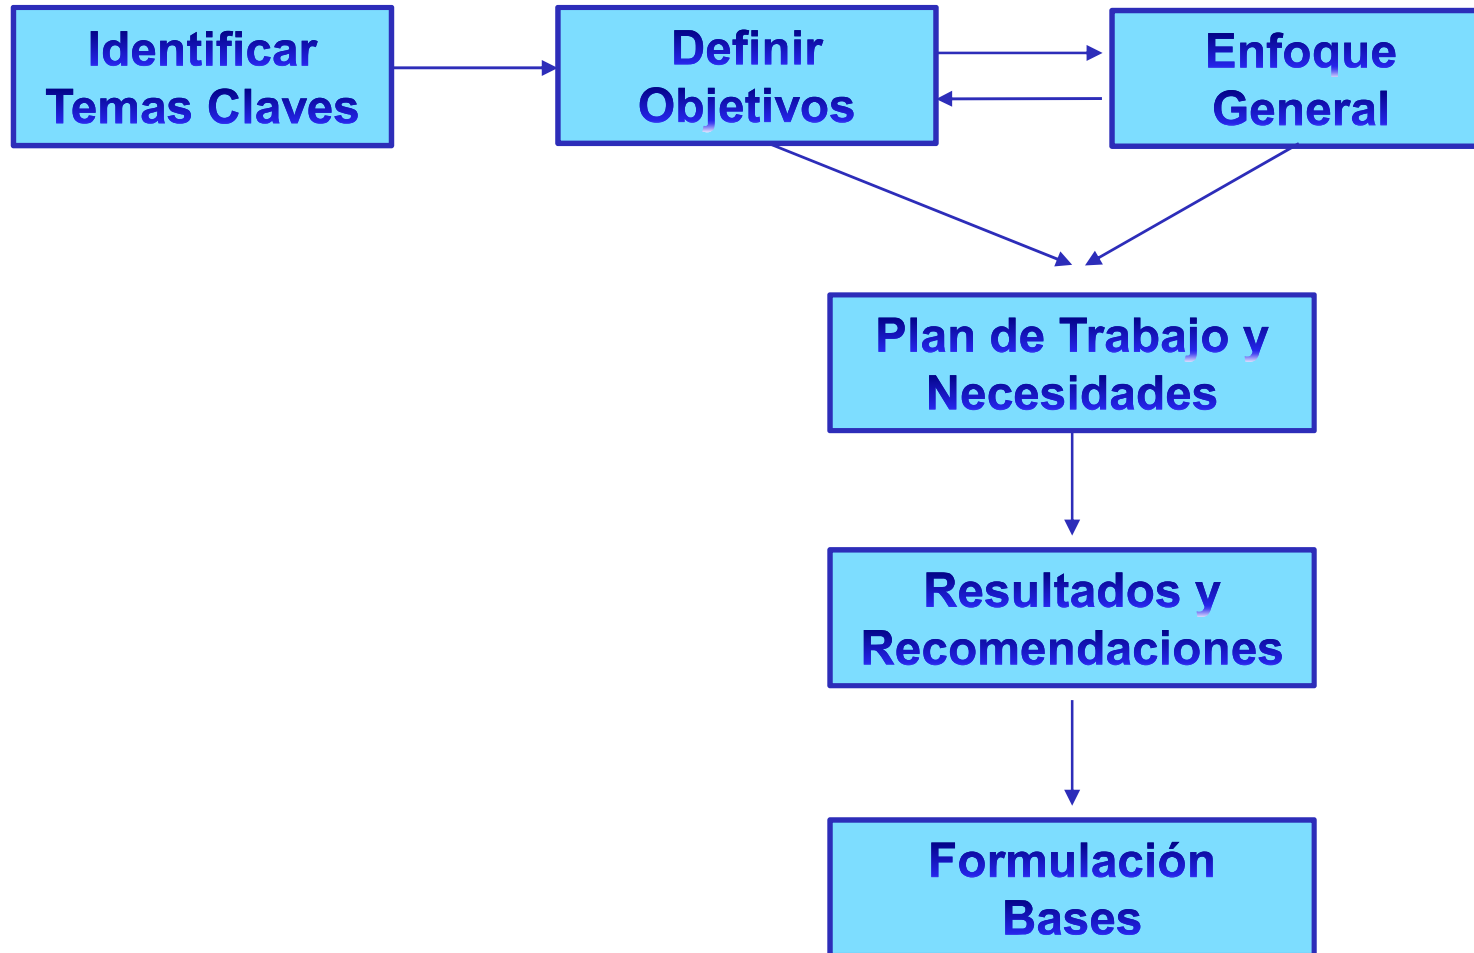 Identificar
Temas Claves
Definir
Objetivos
Enfoque
General
Plan de Trabajo y
Necesidades
Resultados y
Recomendaciones
Formulación
Bases